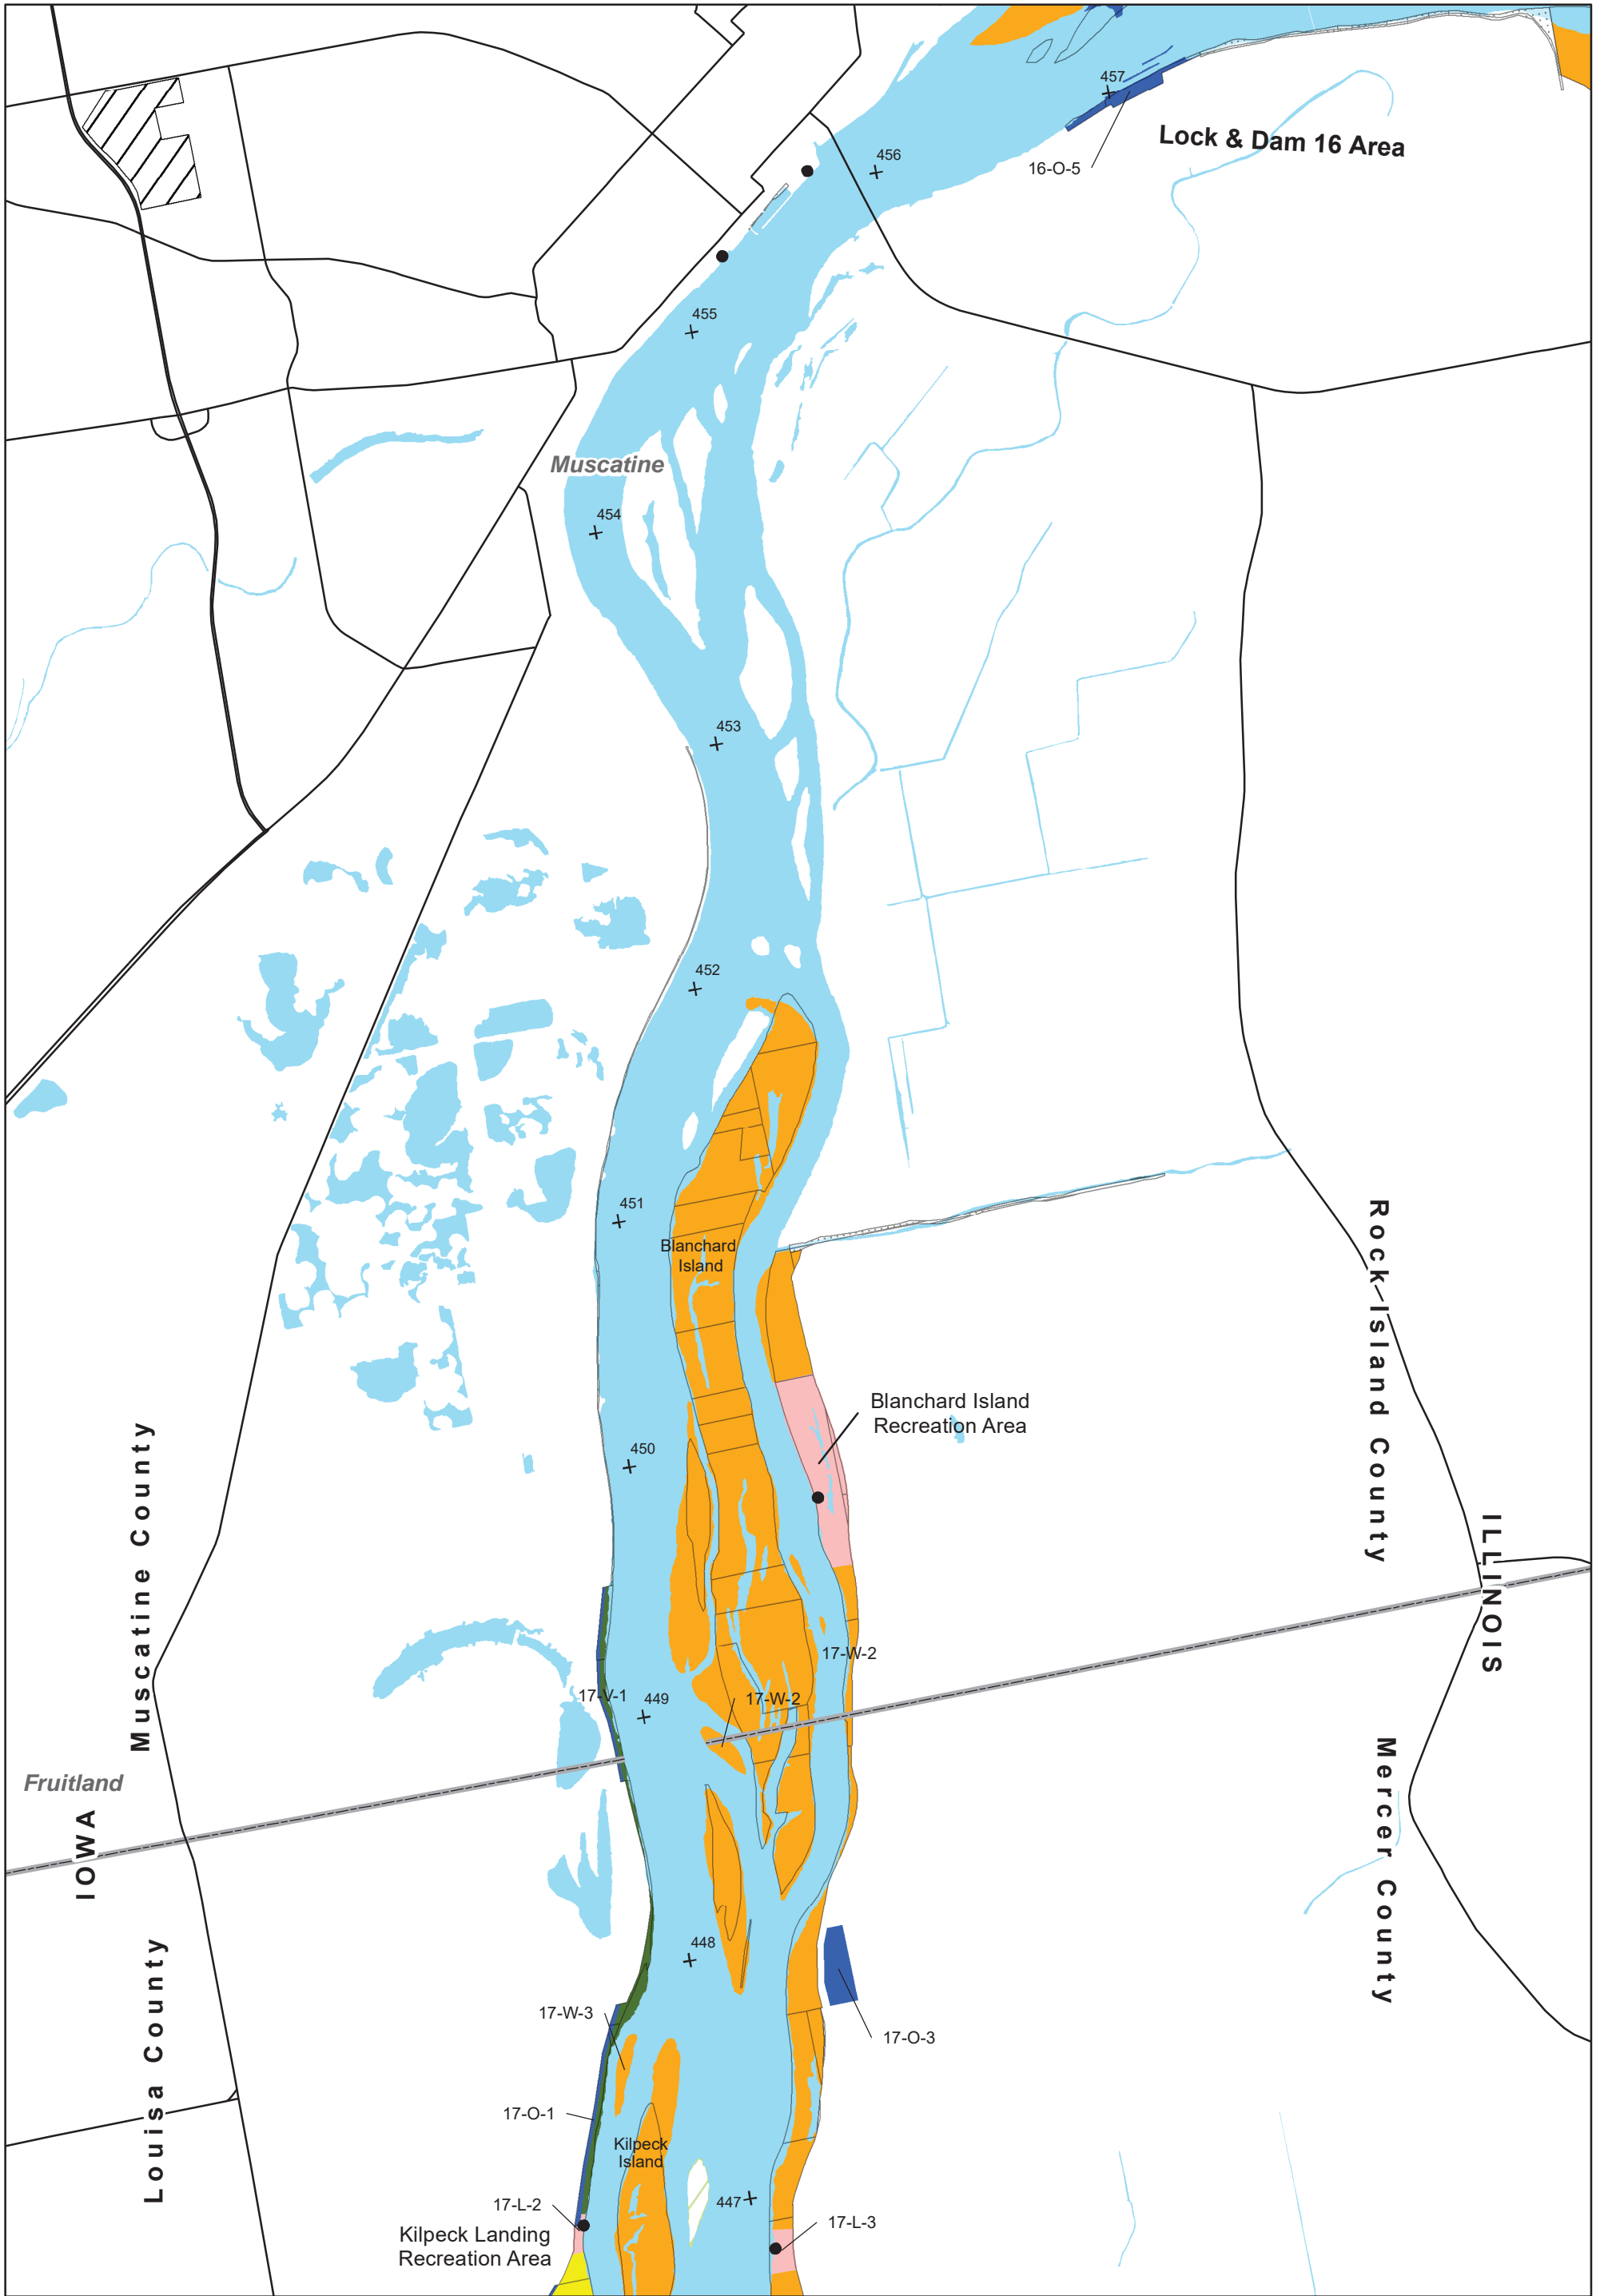 457
Lock & Dam 16 Area
16-O-5
456
455
Muscatine
454
453
452
451
Blanchard
Island
Rock Island County
Blanchard Island
Recreation Area
Muscatine County
450
ILLINOIS
17-W-2
17-V-1
449
17-W-2
Mercer County
Fruitland
IOWA
448
Louisa County
17-W-3
17-O-3
17-O-1
Kilpeck
Island
447
17-L-2
17-L-3
Kilpeck Landing
Recreation Area